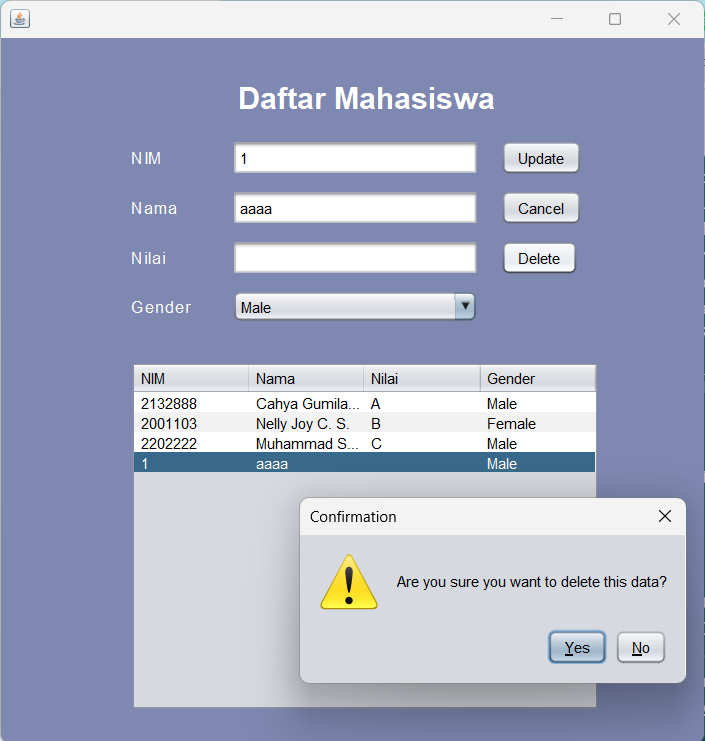 Daftar Mahasiswa
NIM 1 Update
Nama aaaa Cancel
Nilai Delete
Gender Male
NIM Nama Nilai Gender
2132888 Cahya Gumila... A Male
2001103 Nelly Joy C. S. B Female
2202222 Muhammad S... C Male
1 aaaa Male
Confirmation
Are you sure you want to delete this data?
Yes No